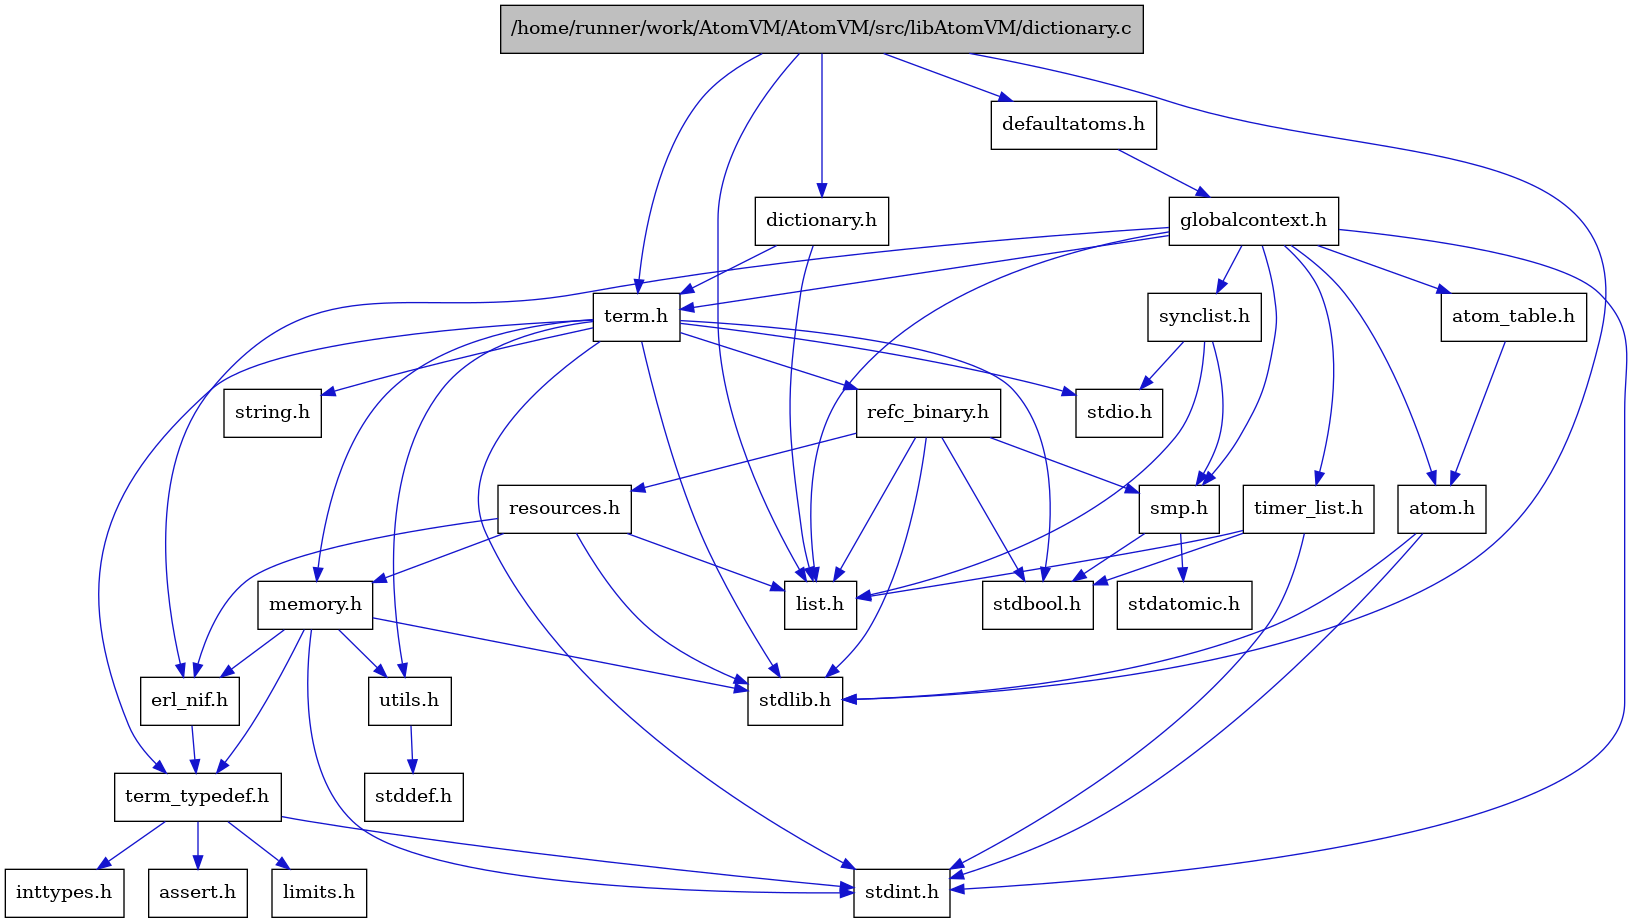 /home/runner/work/AtomVM/AtomVM/src/libAtomVM/dictionary.c
defaultatoms.h
dictionary.h
globalcontext.h
term.h
synclist.h
atom_table.h
string.h
refc_binary.h
stdio.h
resources.h
smp.h
timer_list.h
atom.h
memory.h
list.h
stdbool.h
stdatomic.h
erl_nif.h
utils.h
stdlib.h
term_typedef.h
stddef.h
inttypes.h
assert.h
limits.h
stdint.h